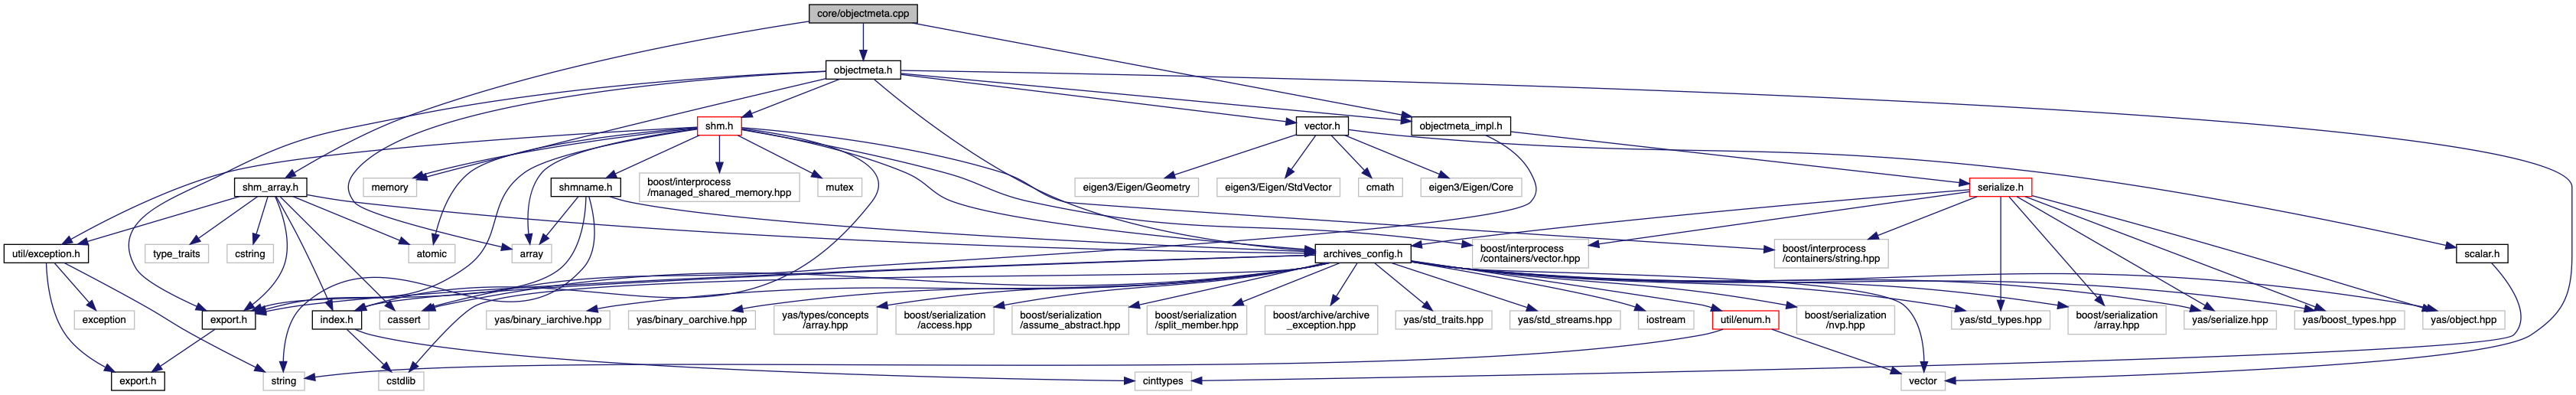 core/objectmeta.cpp
objectmeta.h
shm.h
vector.h
objectmeta_impl.h
shm_array.h
memory
shmname.h
boost/interprocess
/managed_shared_memory.hpp
mutex
eigen3/Eigen/Geometry
eigen3/Eigen/StdVector
cmath
eigen3/Eigen/Core
serialize.h
util/exception.h
type_traits
cstring
atomic
array
archives_config.h
boost/interprocess
/containers/vector.hpp
boost/interprocess
/containers/string.hpp
scalar.h
exception
export.h
index.h
cassert
yas/binary_iarchive.hpp
yas/binary_oarchive.hpp
yas/types/concepts
/array.hpp
boost/serialization
/access.hpp
boost/serialization
/assume_abstract.hpp
boost/serialization
/split_member.hpp
boost/archive/archive
_exception.hpp
yas/std_traits.hpp
yas/std_streams.hpp
iostream
util/enum.h
boost/serialization
/nvp.hpp
yas/std_types.hpp
boost/serialization
/array.hpp
yas/serialize.hpp
yas/boost_types.hpp
yas/object.hpp
export.h
string
cstdlib
cinttypes
vector